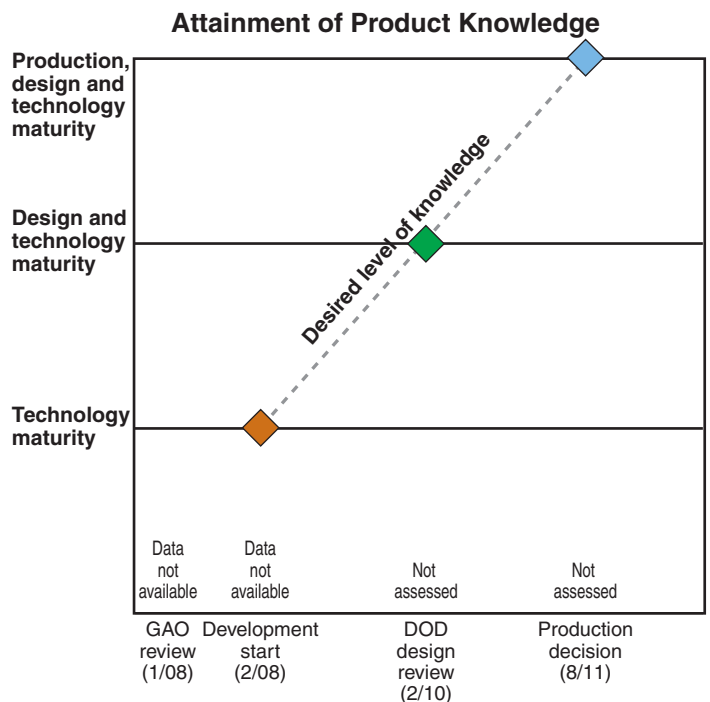 Attainment of Product Knowledge
Production,
design and
technology
maturity
Desired level of knowledge
Design and
technology
maturity
Technology
maturity
Data
not
available
Data
not
available
Not
assessed
Not
assessed
GAO
review
(1/08)
Development
start
(2/08)
DOD
design
review
(2/10)
Production
decision
(8/11)